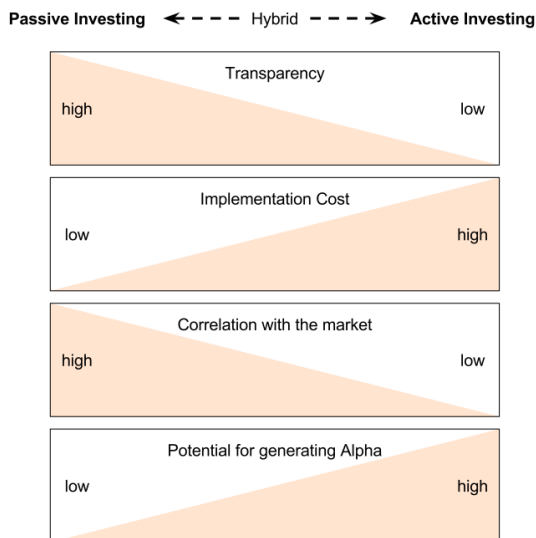 Passive Investing Hybrid Active Investing
Transparency
high low
Implementation Cost
low high
Correlation with the market
high low
Potential for generating Alpha
low high